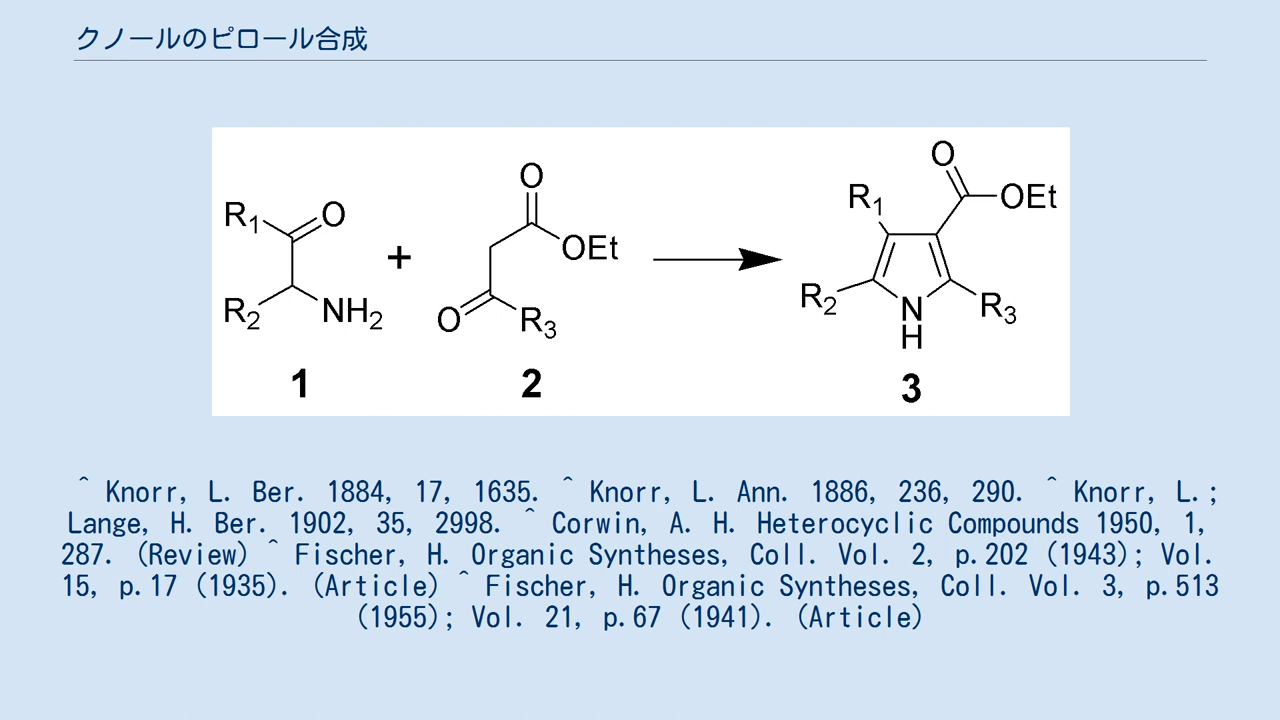 クノールのピロール合成
O
O
R1
O
R1
OEt
+
OEt
R2
NH2
O
R3
R2
N
H
R3
1
2
3
^ Knorr, L. Ber. 1884, 17, 1635. ^ Knorr, L. Ann. 1886, 236, 290. ^ Knorr, L.;
Lange, H. Ber. 1902, 35, 2998. ^ Corwin, A. H. Heterocyclic Compounds 1950, 1,
287. (Review) ^ Fischer, H. Organic Syntheses, Coll. Vol. 2, p.202 (1943); Vol.
15, p.17 (1935). (Article) ^ Fischer, H. Organic Syntheses, Coll. Vol. 3, p.513
(1955); Vol. 21, p.67 (1941). (Article)